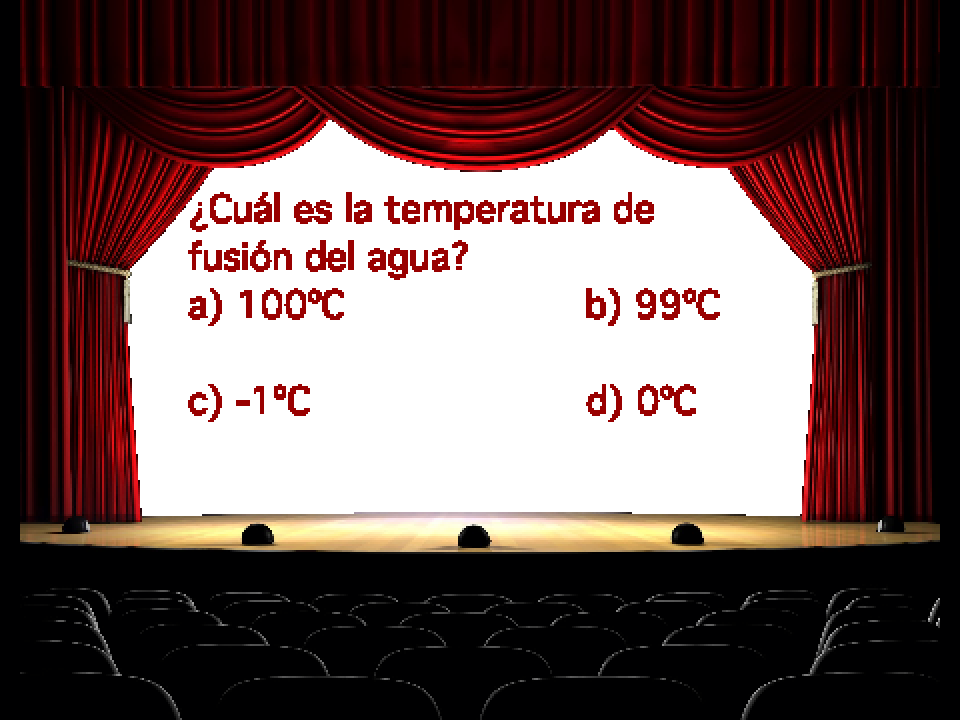 ¿Cuál es la temperatura de
fusión del agua?
a) 100ºC b) 99ºC
c) -1ºC d) 0ºC